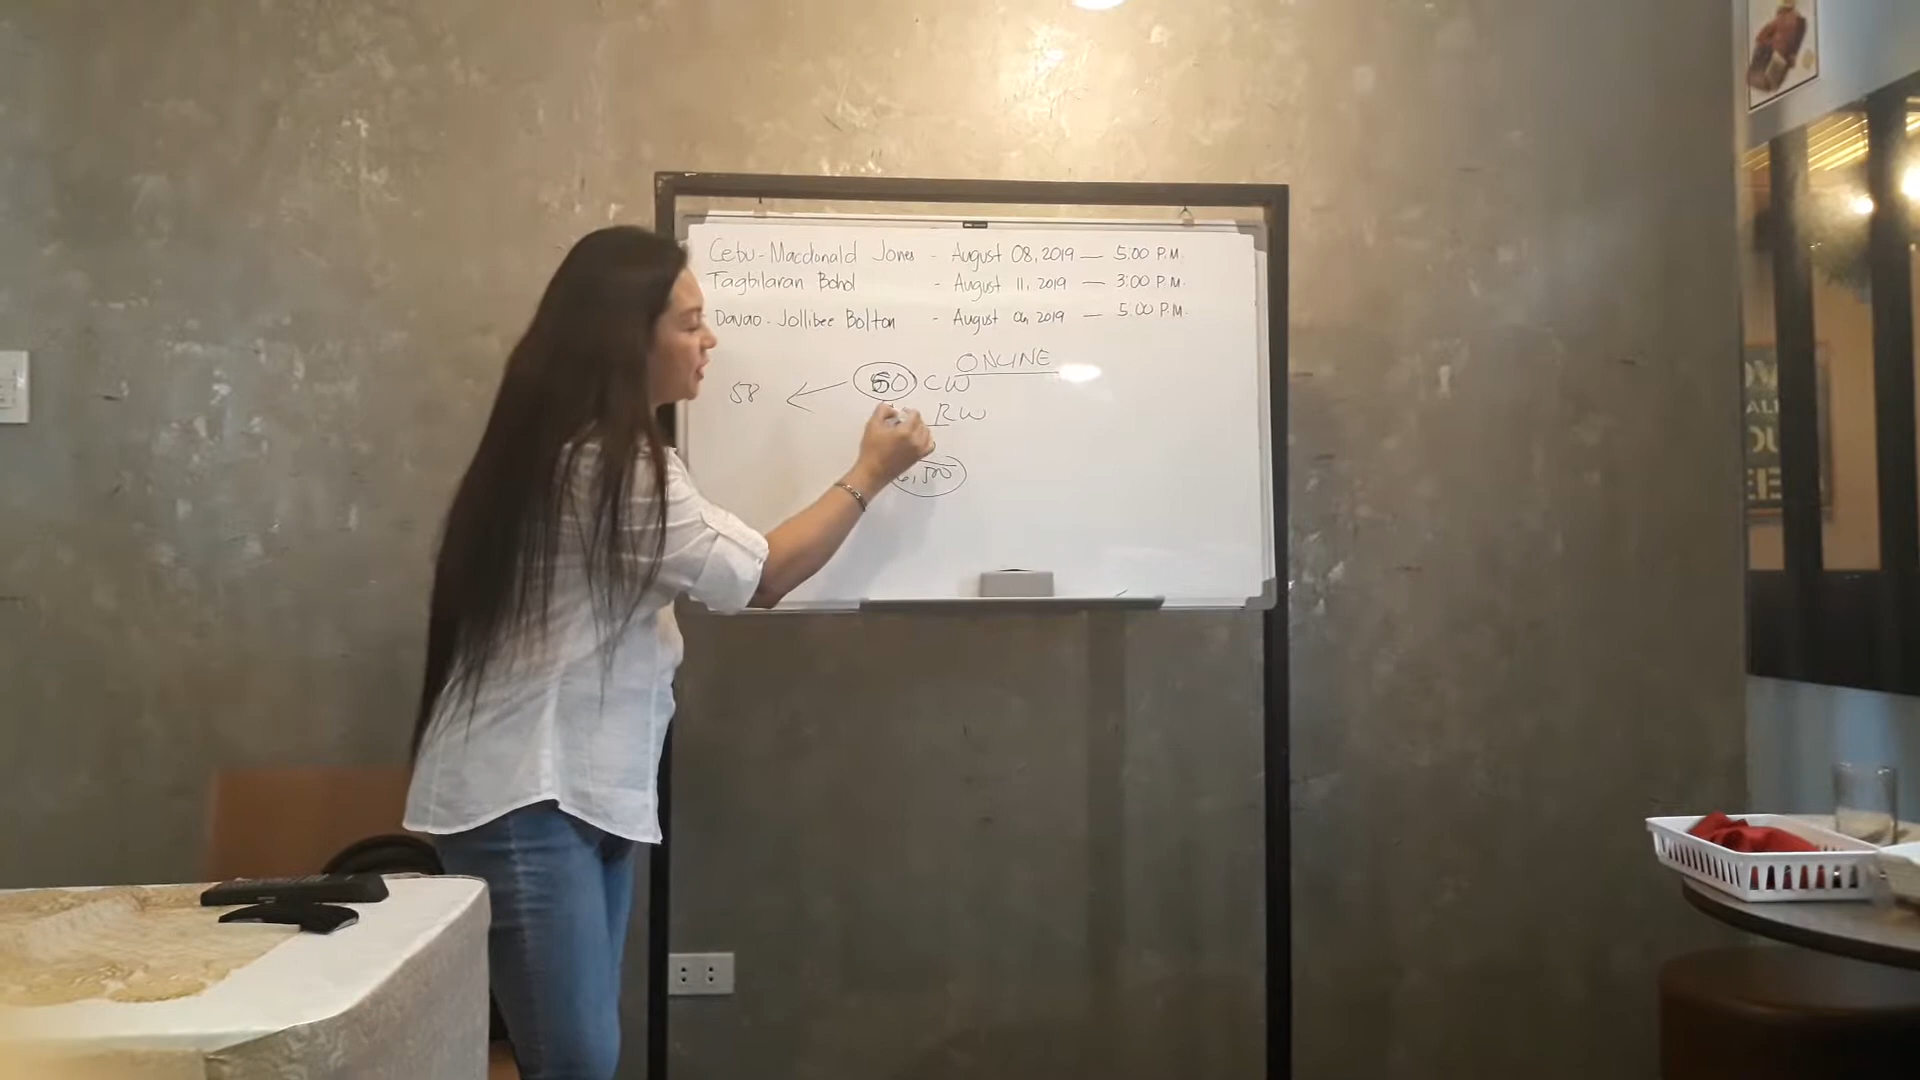 Cebu - Macdonald Jones - August 08, 2019 — 5:00 P.M.
Tagbilaran Bohol - August 11, 2019 — 3:00 P.M.
Davao - Jollibee Bolton - August 06, 2019 — 5:00 P.M.
ONLINE
58 50 CW
RW